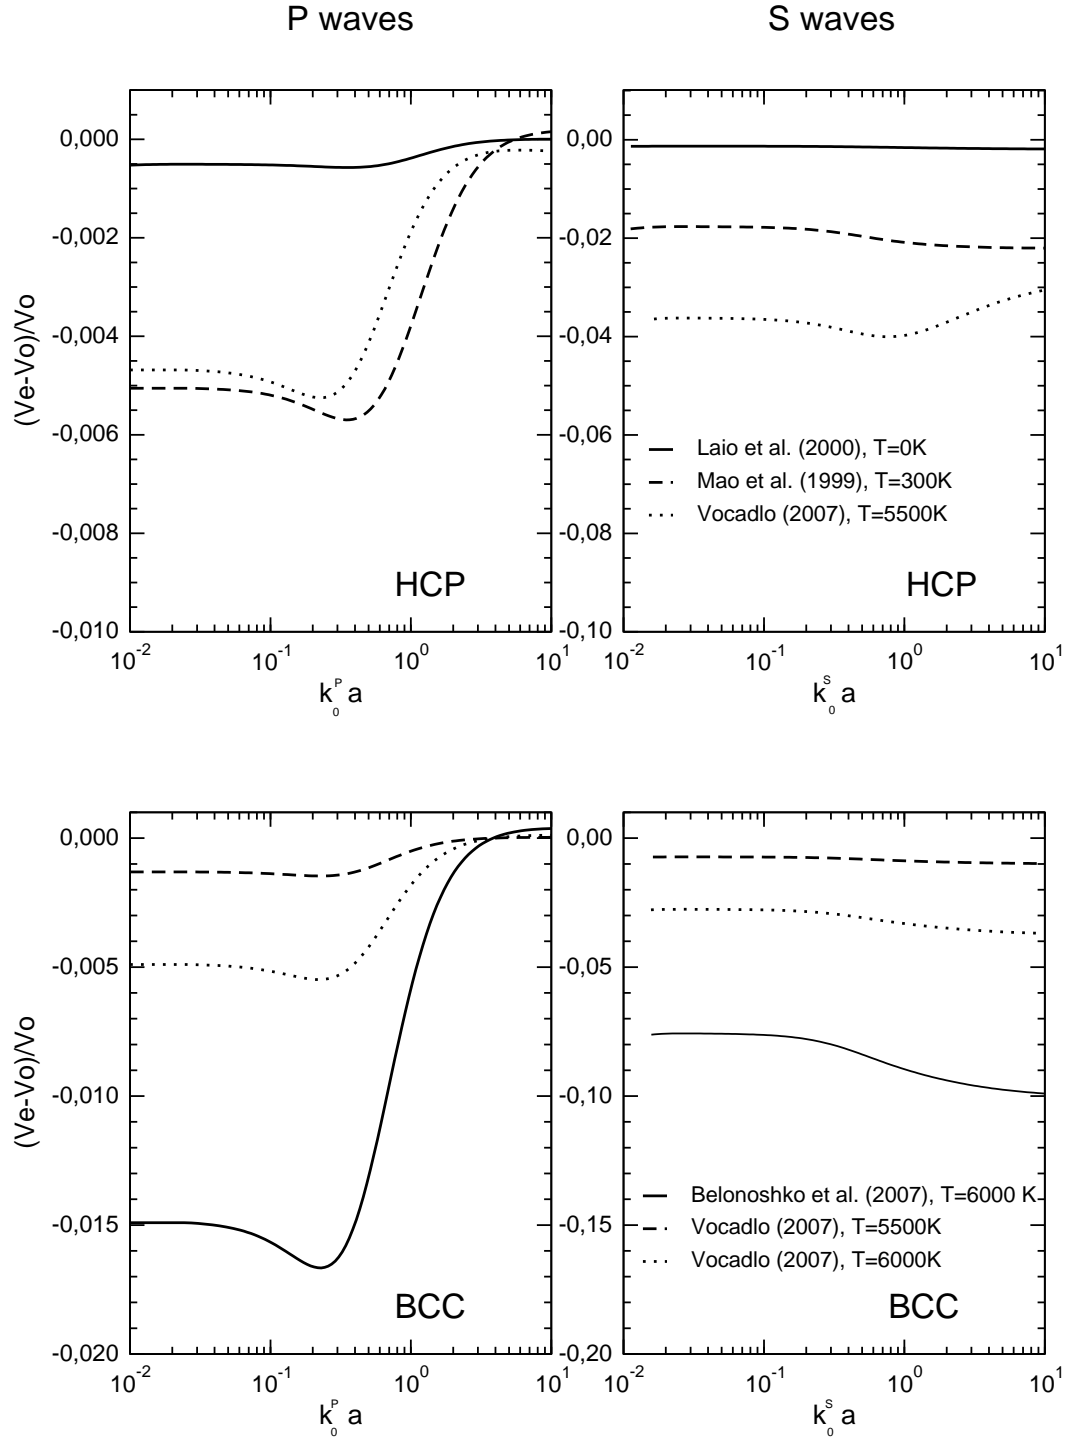 P waves
S waves
(Ve-Vo)/Vo
0,000
-0,002
-0,004
-0,006
-0,008
-0,010
HCP
10^-2
10^-1
10^0
10^1
k_0^P a
0,00
-0,02
-0,04
-0,06
-0,08
-0,10
Laio et al. (2000), T=0K
Mao et al. (1999), T=300K
Vocadlo (2007), T=5500K
HCP
10^-2
10^-1
10^0
10^1
k_0^S a
(Ve-Vo)/Vo
0,000
-0,005
-0,010
-0,015
-0,020
BCC
10^-2
10^-1
10^0
10^1
k_0^P a
0,00
-0,05
-0,10
-0,15
-0,20
Belonoshko et al. (2007), T=6000 K
Vocadlo (2007), T=5500K
Vocadlo (2007), T=6000K
BCC
10^-2
10^-1
10^0
10^1
k_0^S a